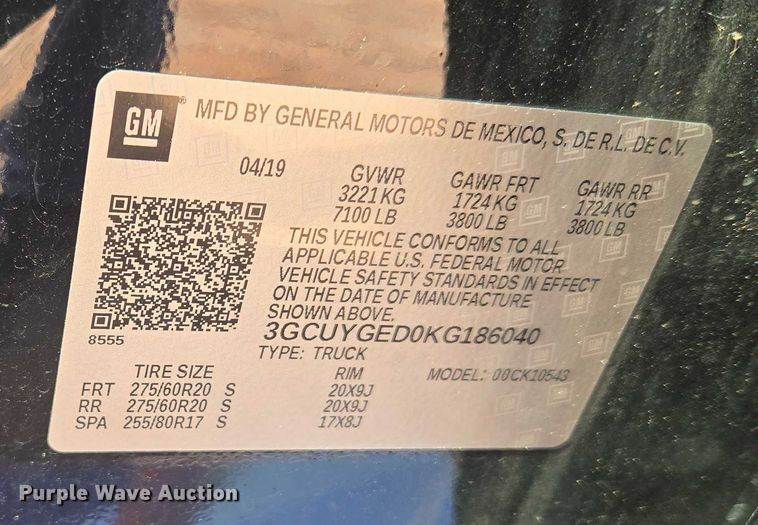 GM ® MFD BY GENERAL MOTORS DE MEXICO, S. DE R.L. DE C.V.
04/19 GVWR GAWR FRT GAWR RR
3221 KG 1724 KG 1724 KG
7100 LB 3800 LB 3800 LB
THIS VEHICLE CONFORMS TO ALL
APPLICABLE U.S. FEDERAL MOTOR
VEHICLE SAFETY STANDARDS IN EFFECT
ON THE DATE OF MANUFACTURE
SHOWN ABOVE.
8555 3GCUYGED0KG186040
TYPE: TRUCK MODEL: 00CK10543
TIRE SIZE RIM
FRT 275/60R20 S 20X9J
RR 275/60R20 S 20X9J
SPA 255/80R17 S 17X8J
Purple Wave Auction